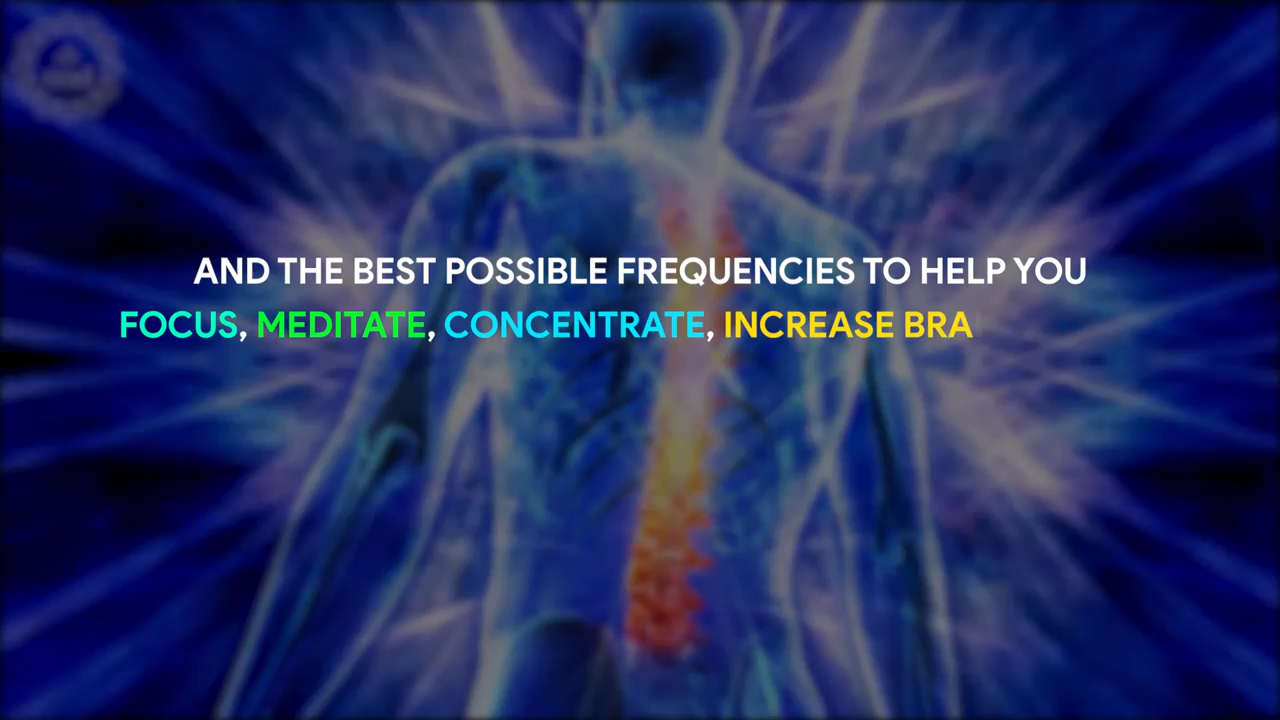 AND THE BEST POSSIBLE FREQUENCIES TO HELP YOU
FOCUS, MEDITATE, CONCENTRATE, INCREASE BRA